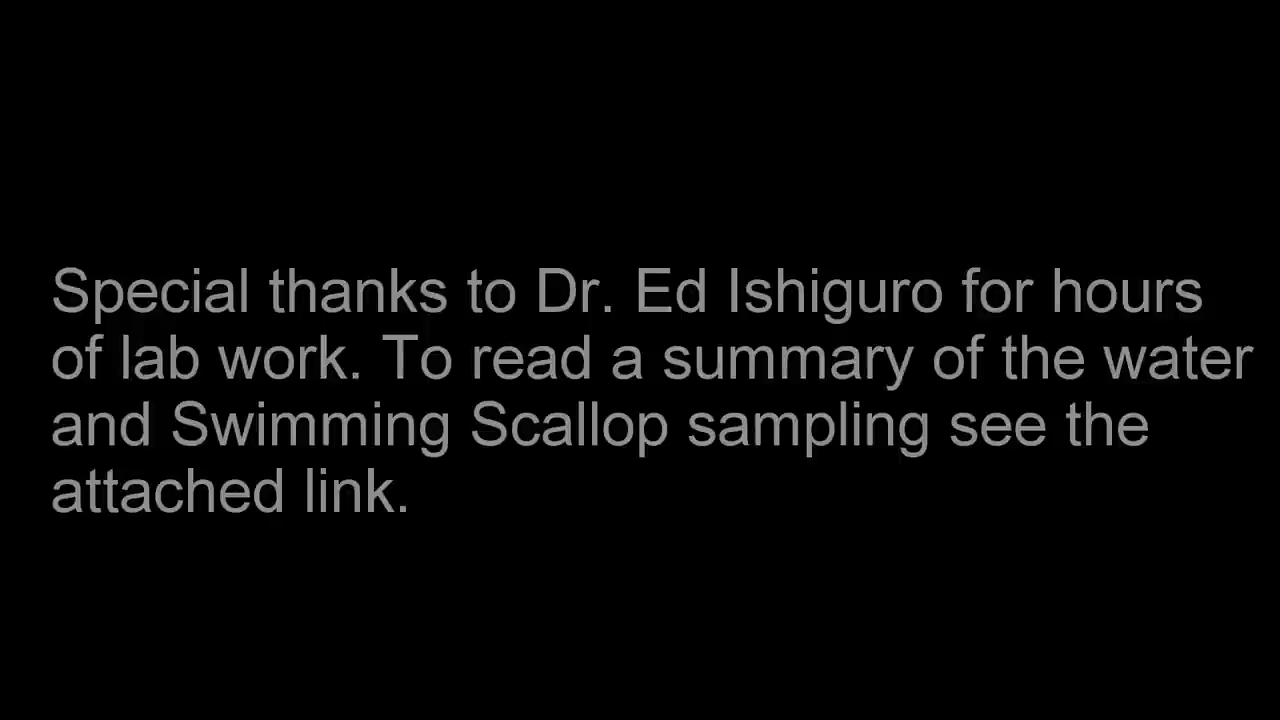 Special thanks to Dr. Ed Ishiguro for hours
of lab work. To read a summary of the water
and Swimming Scallop sampling see the
attached link.